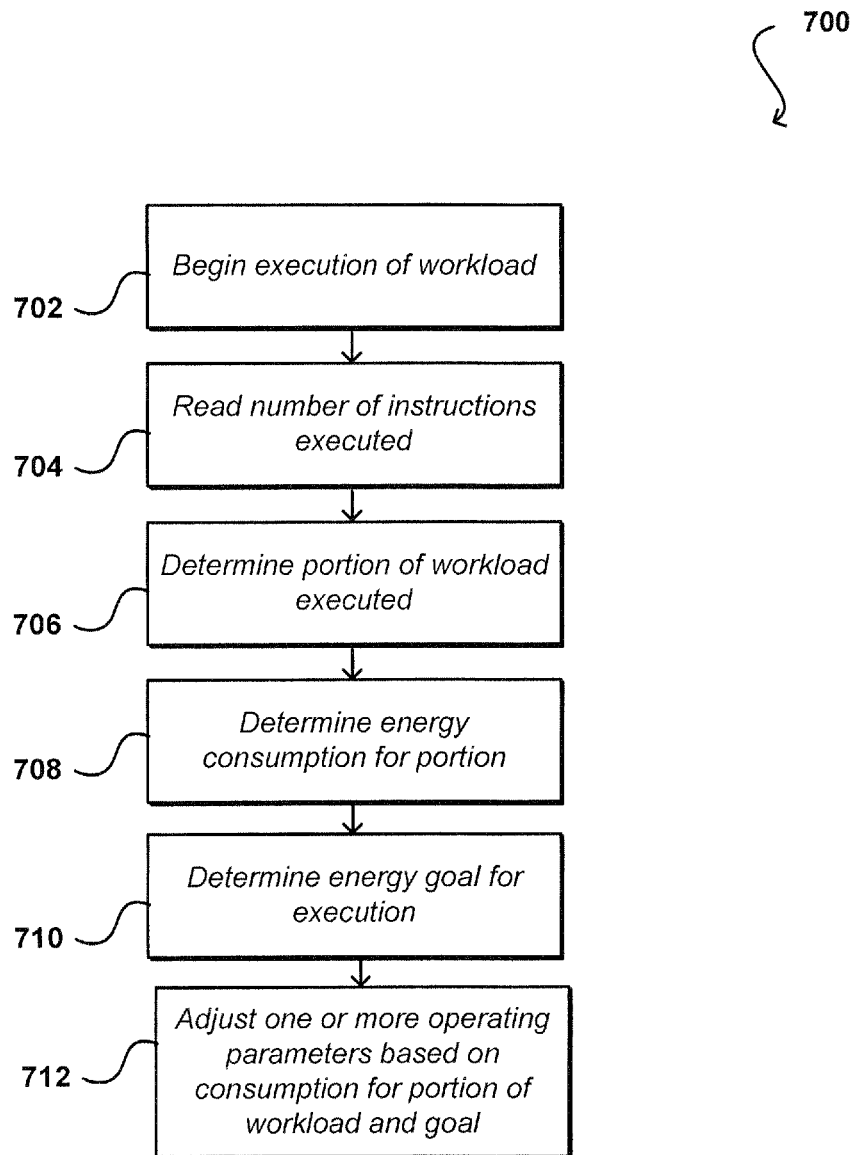 700
Begin execution of workload
702
Read number of instructions
executed
704
Determine portion of workload
executed
706
Determine energy
consumption for portion
708
Determine energy goal for
execution
710
Adjust one or more operating
parameters based on
consumption for portion of
workload and goal
712